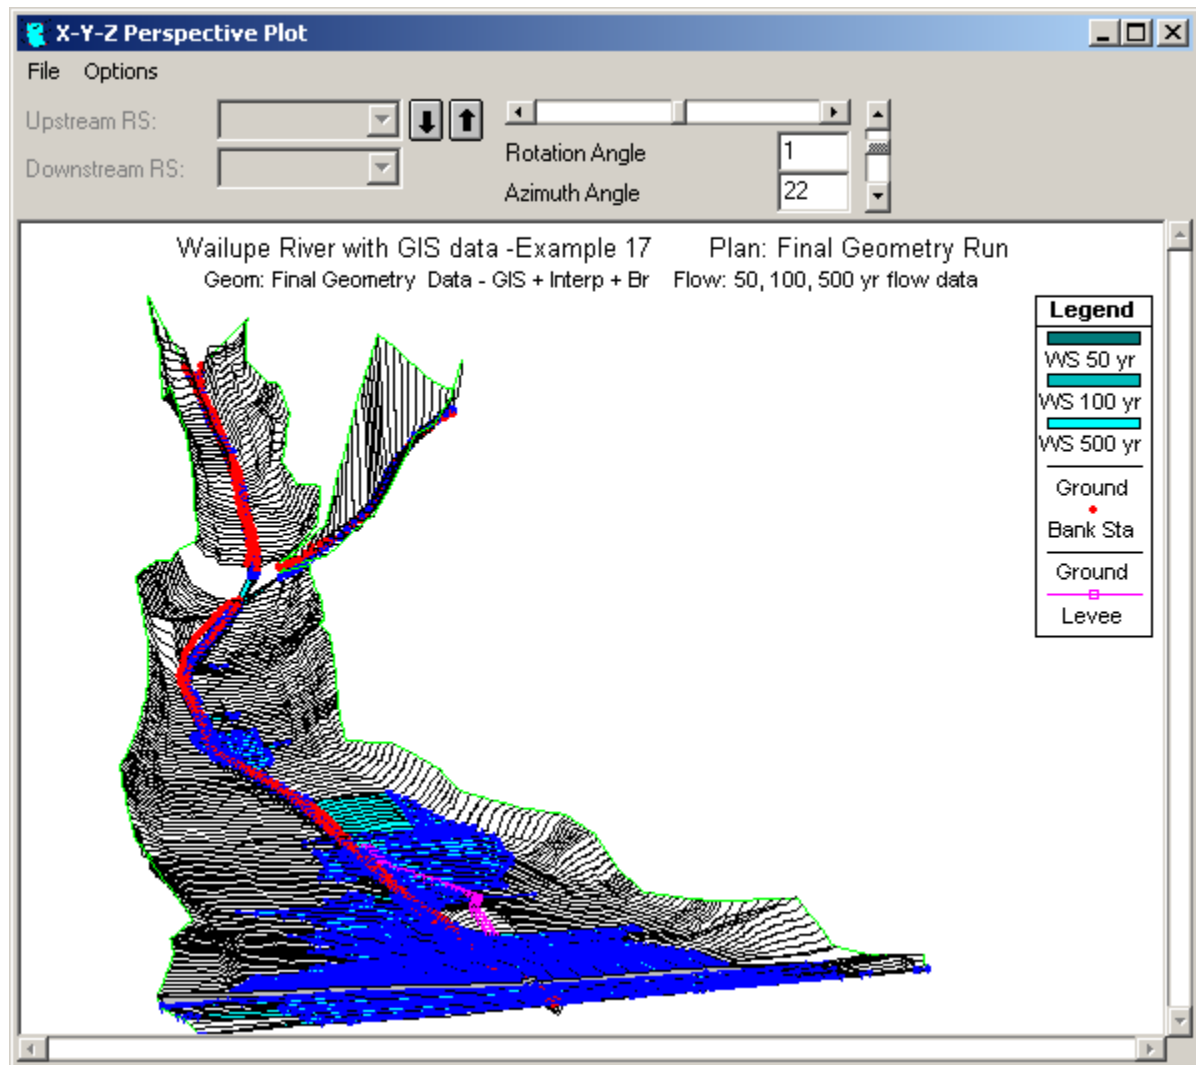 X-Y-Z Perspective Plot
File Options
Upstream RS:
Downstream RS:
Rotation Angle 1
Azimuth Angle 22
Wailupe River with GIS data -Example 17 Plan: Final Geometry Run
Geom: Final Geometry Data - GIS + Interp + Br Flow: 50, 100, 500 yr flow data
Legend
WS 50 yr
WS 100 yr
WS 500 yr
Ground
Bank Sta
Ground
Levee